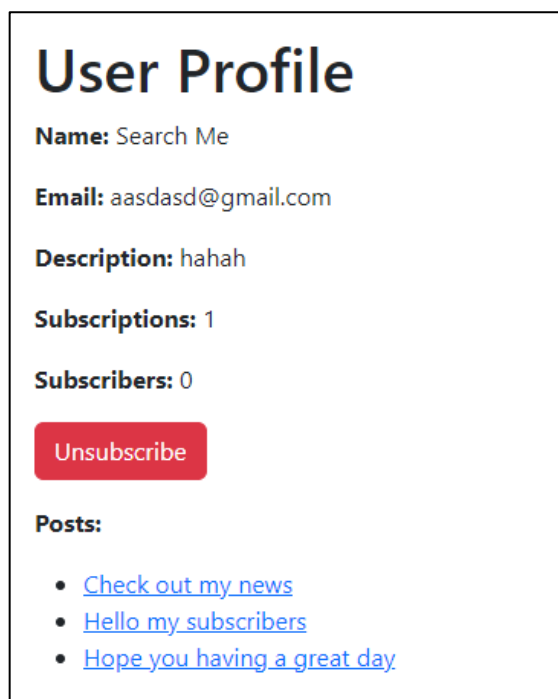 User Profile
Name: Search Me
Email: aasdasd@gmail.com
Description: hahah
Subscriptions: 1
Subscribers: 0
Unsubscribe
Posts:
Check out my news
Hello my subscribers
Hope you having a great day